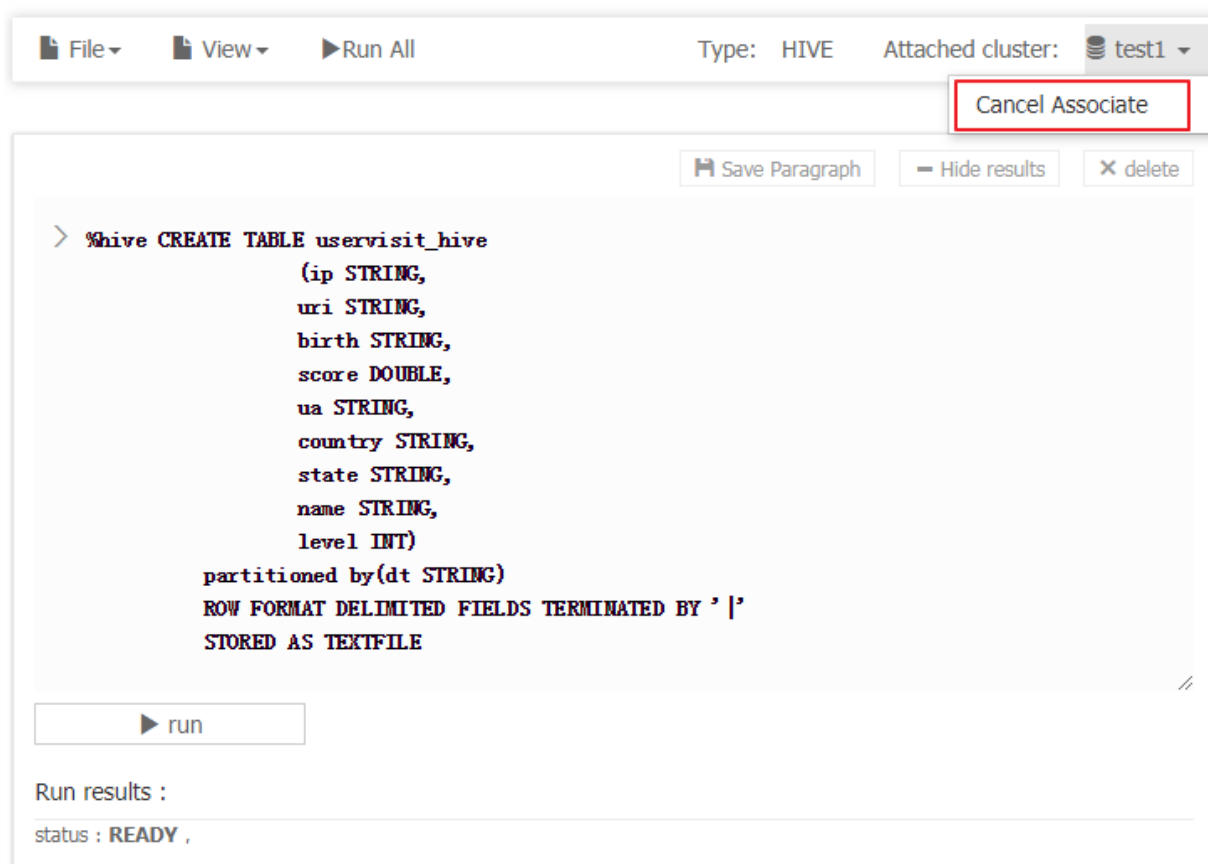 File View Run All Type: HIVE Attached cluster: test1
Cancel Associate
Save Paragraph Hide results delete
%hive CREATE TABLE uservisit_hive
(ip STRING,
uri STRING,
birth STRING,
score DOUBLE,
ua STRING,
country STRING,
state STRING,
name STRING,
level INT)
partitioned by(dt STRING)
ROW FORMAT DELIMITED FIELDS TERMINATED BY '|'
STORED AS TEXTFILE
run
Run results :
status : READY ,